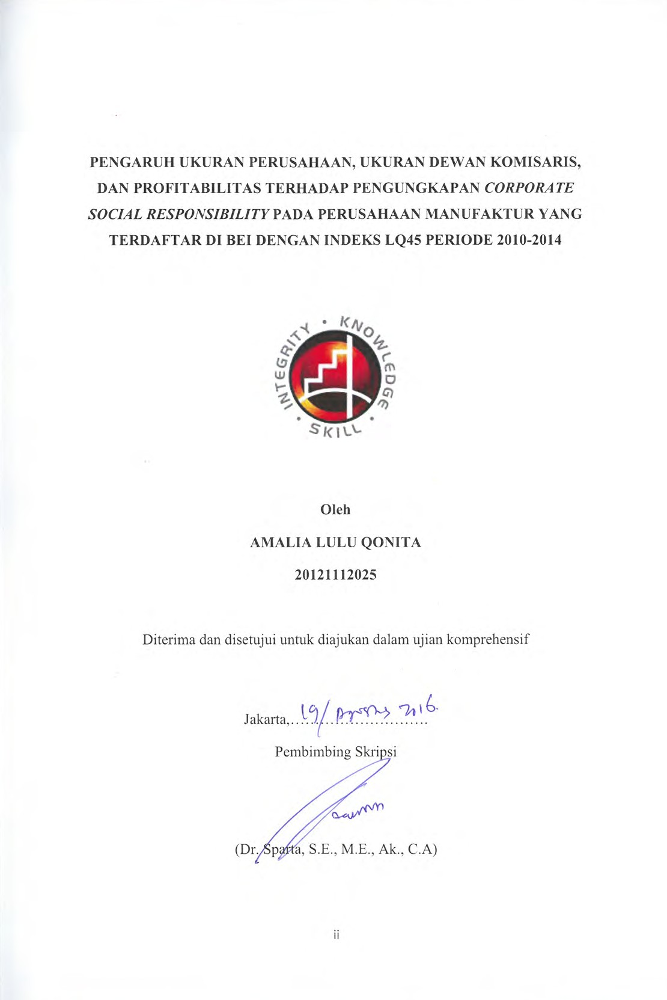 PENGARUH UKURAN PERUSAHAAN, UKURAN DEWAN KOMISARIS,
DAN PROFITABILITAS TERHADAP PENGUNGKAPAN CORPORATE
SOCIAL RESPONSIBILITY PADA PERUSAHAAN MANUFAKTUR YANG
TERDAFTAR DI BEI DENGAN INDEKS LQ45 PERIODE 2010-2014
INTEGRITY • KNOWLEDGE • SKILL •
Oleh
AMALIA LULU QONITA
20121112025
Diterima dan disetujui untuk diajukan dalam ujian komprehensif
Jakarta, 19/ Agustus 2016.
Pembimbing Skripsi
(Dr. Sparta, S.E., M.E., Ak., C.A)
ii